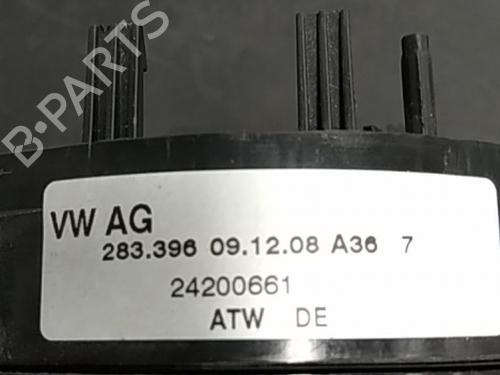 B-PARTS
VW AG
283.396 09.12.08 A36 7
24200661
ATW DE